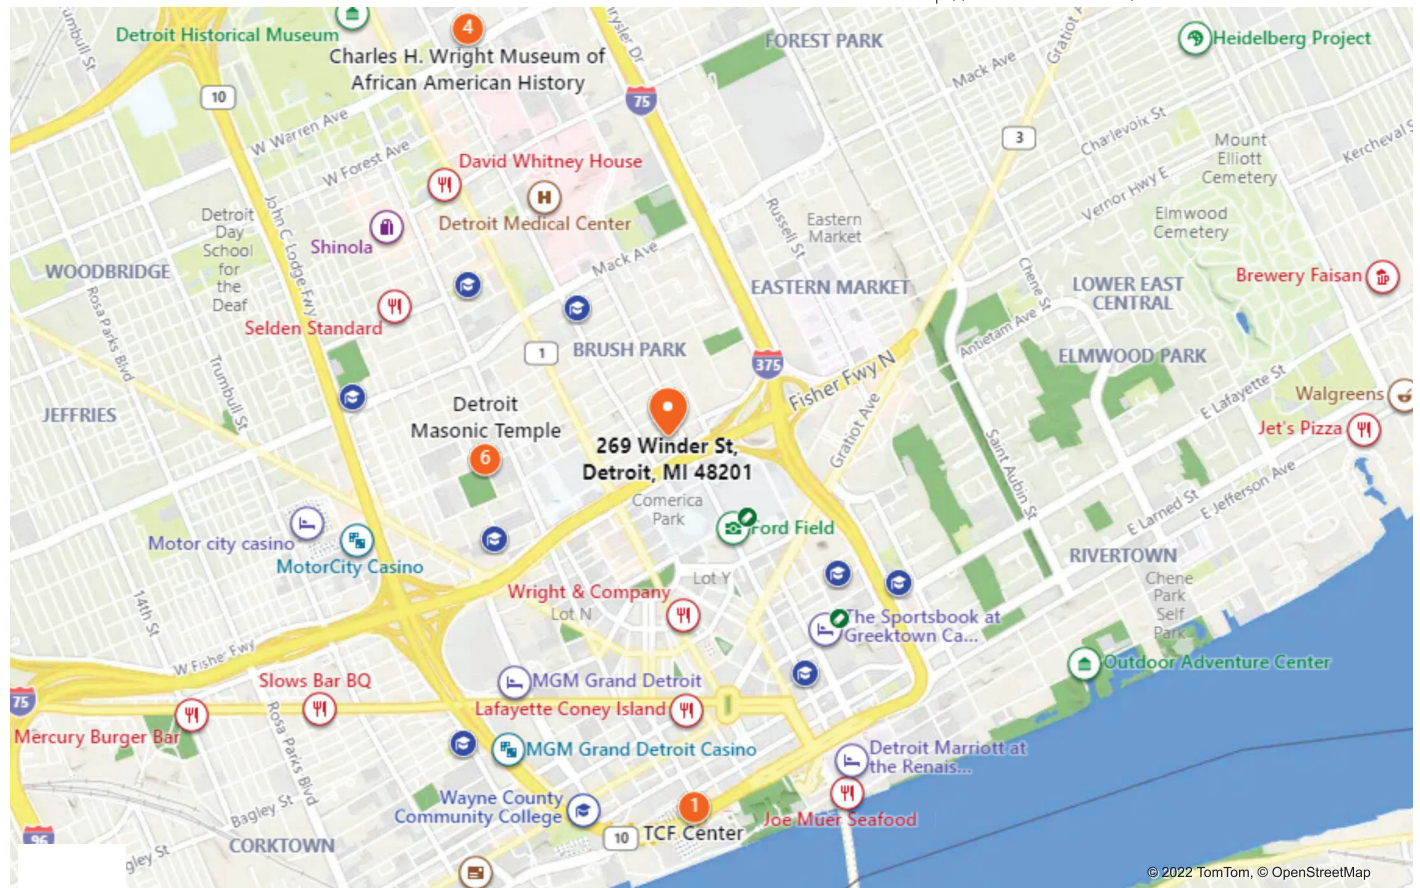 Detroit Historical Museum
4
Charles H. Wright Museum of
African American History
FOREST PARK
Heidelberg Project
Gratiot A
Mack Ave
rysler Dr
rumbull St
10
75
3
W Warren Ave
W Forest Ave
Charlevoix St
Mount
Elliott
Cemetery
Kercheval S
David Whitney House
Detroit Medical Center
Vernor Hwy E
Elmwood
Cemetery
Detroit
Day
School
for
the
Deaf
John C Lodge Fwy
Shinola
Mack Ave
Russell St
Eastern
Market
WOODBRIDGE
Rosa Parks Blvd
EASTERN MARKET
Chene St
LOWER EAST
CENTRAL
Brewery Faisan
Selden Standard
Antietam Ave
1
BRUSH PARK
375
Fisher Fwy N
ELMWOOD PARK
Trumbull St
JEFFRIES
E Lafayette St
Walgreens
Detroit
Masonic Temple
6
269 Winder St,
Detroit, MI 48201
Gratiot Ave
Saint Aubin St
Jet's Pizza
Comerica
Park
Ford Field
E Larned St
E Jefferson Ave
Motor city casino
MotorCity Casino
RIVERTOWN
Chene
Park
Self
Park
Lot Y
Wright & Company
Lot N
14th St
The Sportsbook at
Greektown Ca...
W Fisher Fwy
Outdoor Adventure Center
75
Slows Bar BQ
MGM Grand Detroit
Lafayette Coney Island
Mercury Burger Bar
Rosa Parks Blvd
MGM Grand Detroit Casino
Detroit Marriott at
the Renais...
Wayne County
Community College
Bagley St
1
TCF Center
10
Joe Muer Seafood
96
CORKTOWN
gley St
© 2022 TomTom, © OpenStreetMap